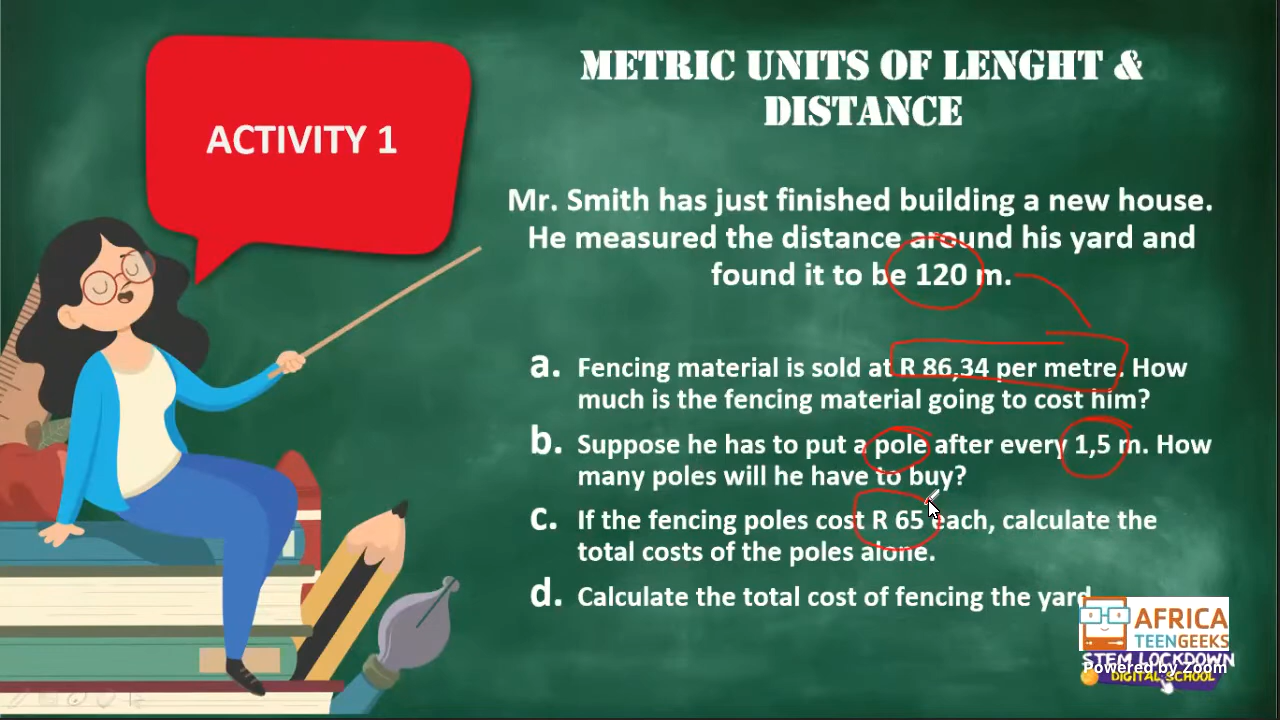 ACTIVITY 1
METRIC UNITS OF LENGHT &
DISTANCE
Mr. Smith has just finished building a new house.
He measured the distance around his yard and
found it to be 120 m.
a. Fencing material is sold at R 86,34 per metre. How
much is the fencing material going to cost him?
b. Suppose he has to put a pole after every 1,5 m. How
many poles will he have to buy?
c. If the fencing poles cost R 65 each, calculate the
total costs of the poles alone.
d. Calculate the total cost of fencing the yard
AFRICA
TEENGEEKS
STEM LOCKDOWN
Powered by Zoom
DIGITAL SCHOOL